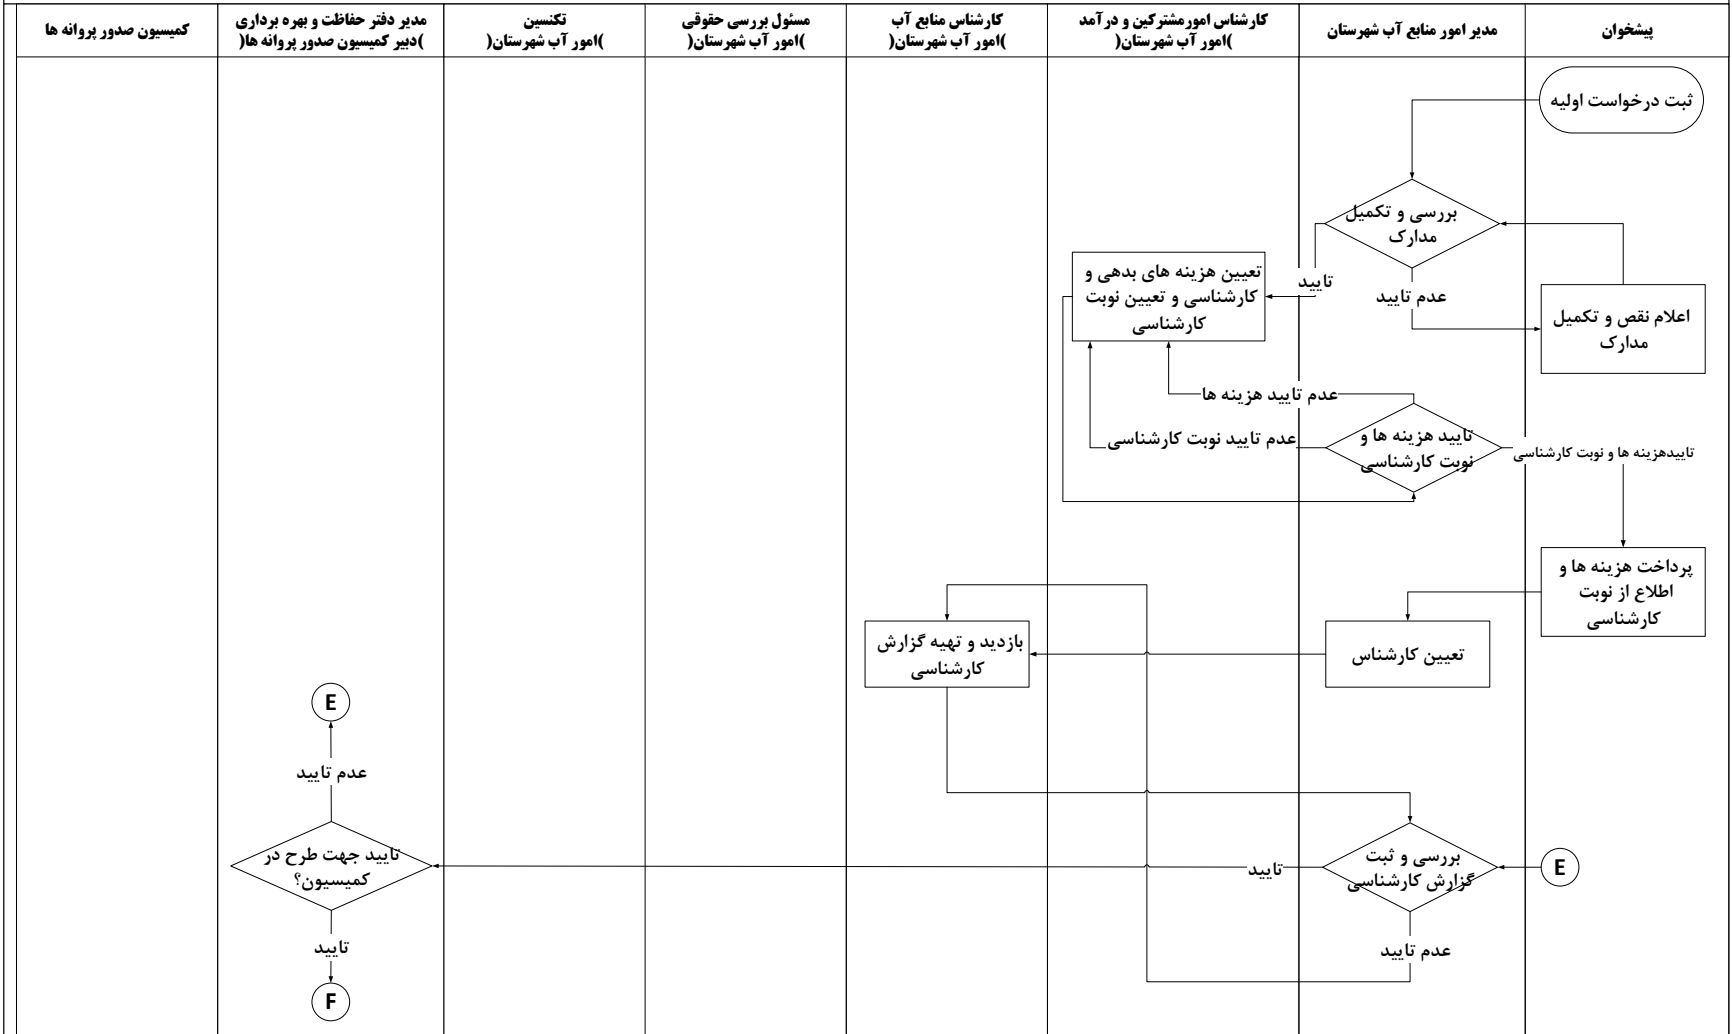 پیشخوان
مدیر امور منابع آب شهرستان
کارشناس امورمشترکین و درآمد
)امور آب شهرستان(
کارشناس منابع آب
)امور آب شهرستان(
مسئول بررسی حقوقی
)امور آب شهرستان(
تکنسین
)امور آب شهرستان(
مدیر دفتر حفاظت و بهره برداری
)دبیر کمیسیون صدور پروانه ها(
کمیسیون صدور پروانه ها
ثبت درخواست اولیه
بررسی و تکمیل
مدارک
تایید
عدم تایید
اعلام نقص و تکمیل
مدارک
تعیین هزینه های بدهی و
کارشناسی و تعیین نوبت
کارشناسی
عدم تایید هزینه ها
عدم تایید نوبت کارشناسی
تایید هزینه ها و
نوبت کارشناسی
تاییدهزینه ها و نوبت کارشناسی
پرداخت هزینه ها و
اطلاع از نوبت
کارشناسی
تعیین کارشناس
بازدید و تهیه گزارش
کارشناسی
E
عدم تایید
تایید جهت طرح در
کمیسیون؟
تایید
F
E
بررسی و ثبت
گزارش کارشناسی
تایید
عدم تایید